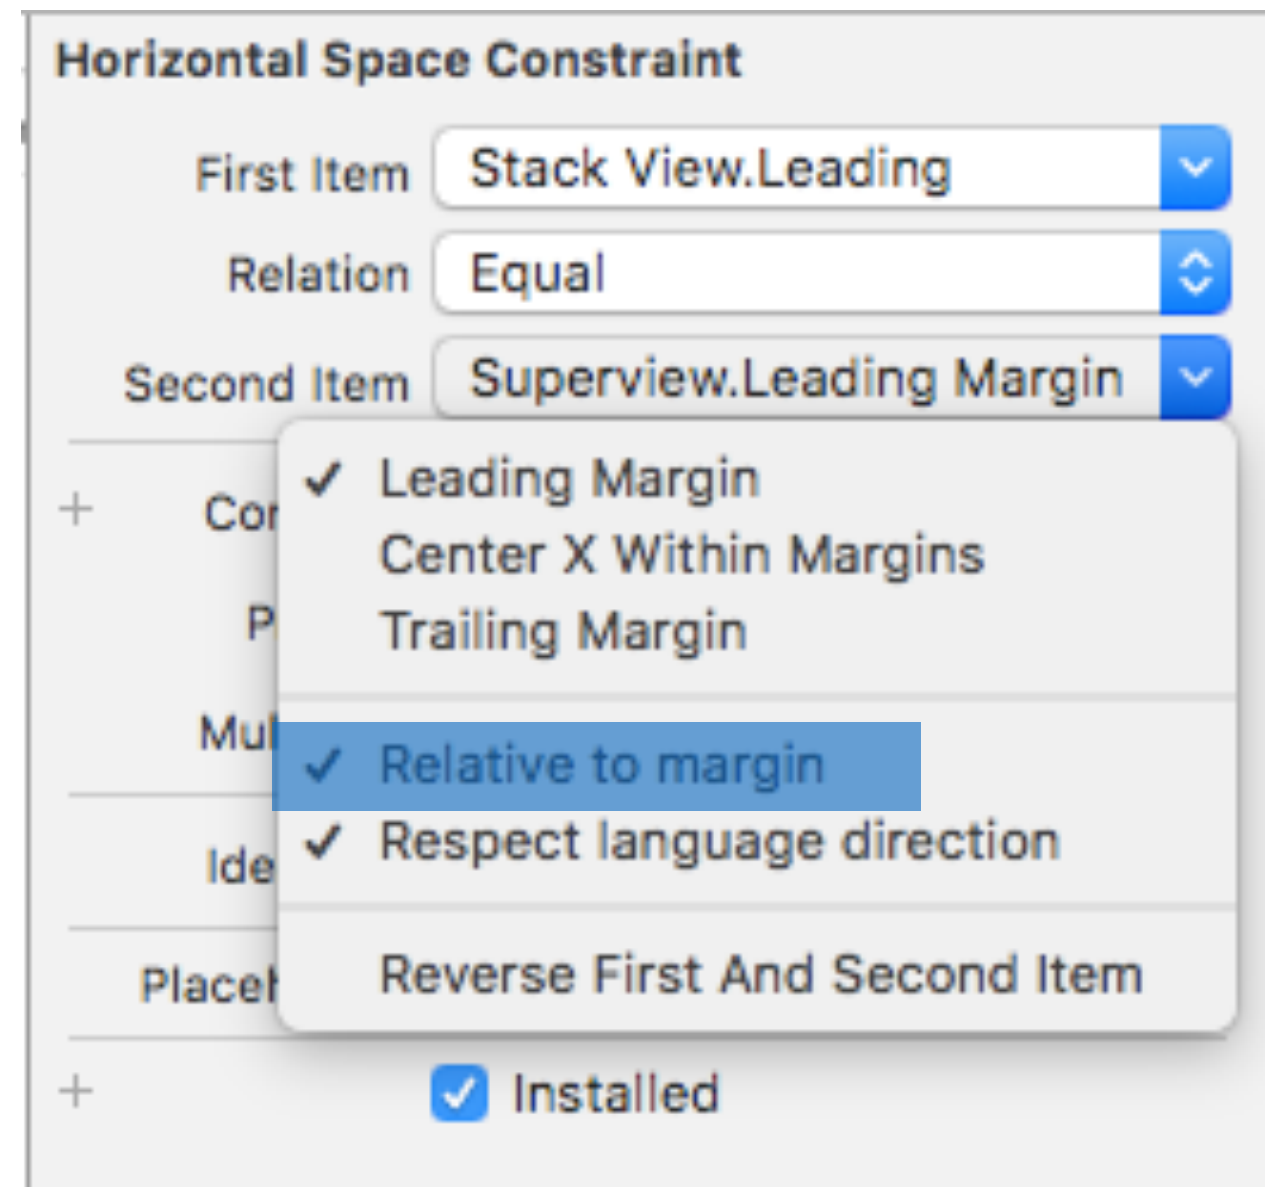 Horizontal Space Constraint
First Item Stack View.Leading
Relation Equal
Second Item Superview.Leading Margin
✓ Leading Margin
Center X Within Margins
Trailing Margin
✓ Relative to margin
✓ Respect language direction
Reverse First And Second Item
Installed